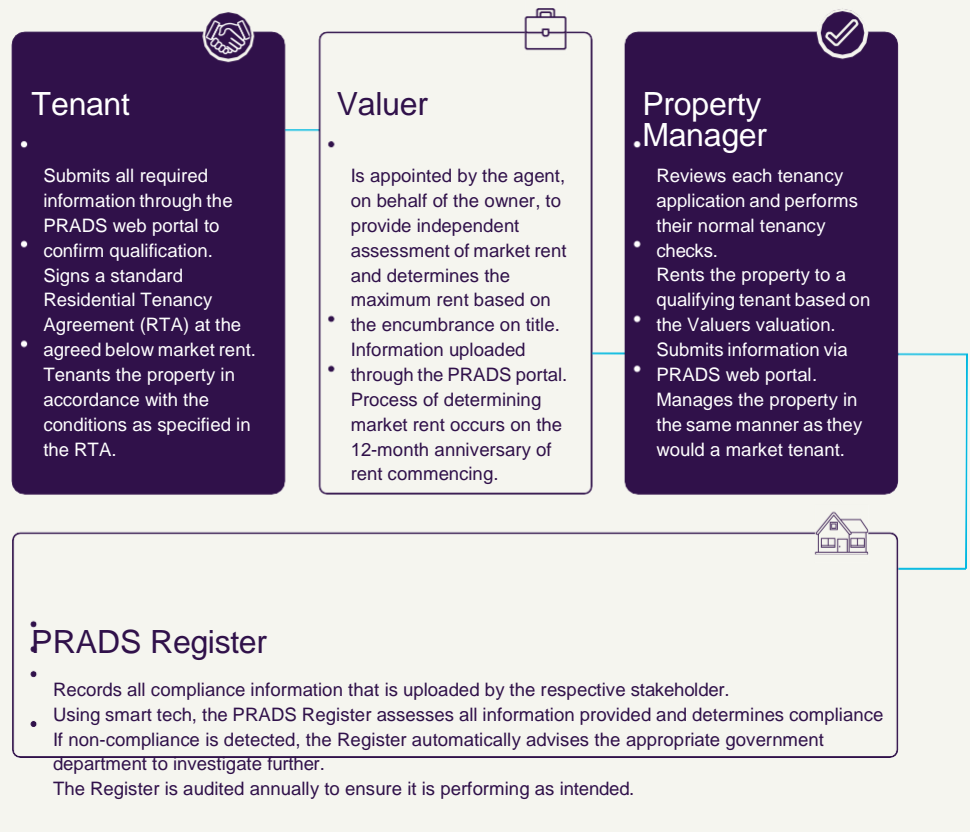 Tenant
Submits all required
information through the
PRADS web portal to
confirm qualification.
Signs a standard
Residential Tenancy
Agreement (RTA) at the
agreed below market rent.
Tenants the property in
accordance with the
conditions as specified in
the RTA.
Valuer
Is appointed by the agent,
on behalf of the owner, to
provide independent
assessment of market rent
and determines the
maximum rent based on
the encumbrance on title.
Information uploaded
through the PRADS portal.
Process of determining
market rent occurs on the
12-month anniversary of
rent commencing.
Property
Manager
Reviews each tenancy
application and performs
their normal tenancy
checks.
Rents the property to a
qualifying tenant based on
the Valuers valuation.
Submits information via
PRADS web portal.
Manages the property in
the same manner as they
would a market tenant.
PRADS Register
Records all compliance information that is uploaded by the respective stakeholder.
Using smart tech, the PRADS Register assesses all information provided and determines compliance
If non-compliance is detected, the Register automatically advises the appropriate government
department to investigate further.
The Register is audited annually to ensure it is performing as intended.